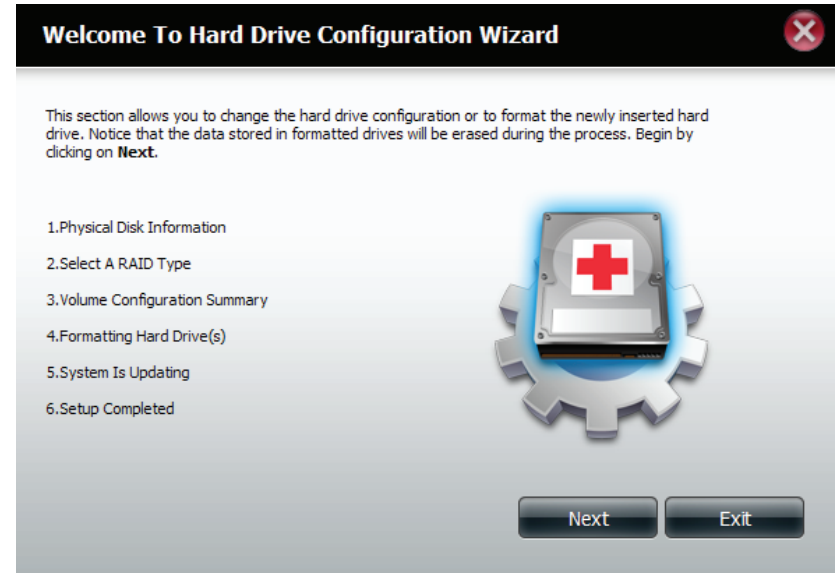 Welcome To Hard Drive Configuration Wizard
This section allows you to change the hard drive configuration or to format the newly inserted hard
drive. Notice that the data stored in formatted drives will be erased during the process. Begin by
clicking on Next.
1.Physical Disk Information
2.Select A RAID Type
3.Volume Configuration Summary
4.Formatting Hard Drive(s)
5.System Is Updating
6.Setup Completed
Next
Exit